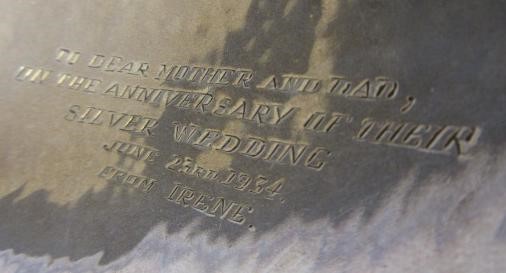 TO DEAR MOTHER AND DAD,
ON THE ANNIVERSARY OF THEIR
SILVER WEDDING
JUNE 23RD. 1934.
FROM IRENE.